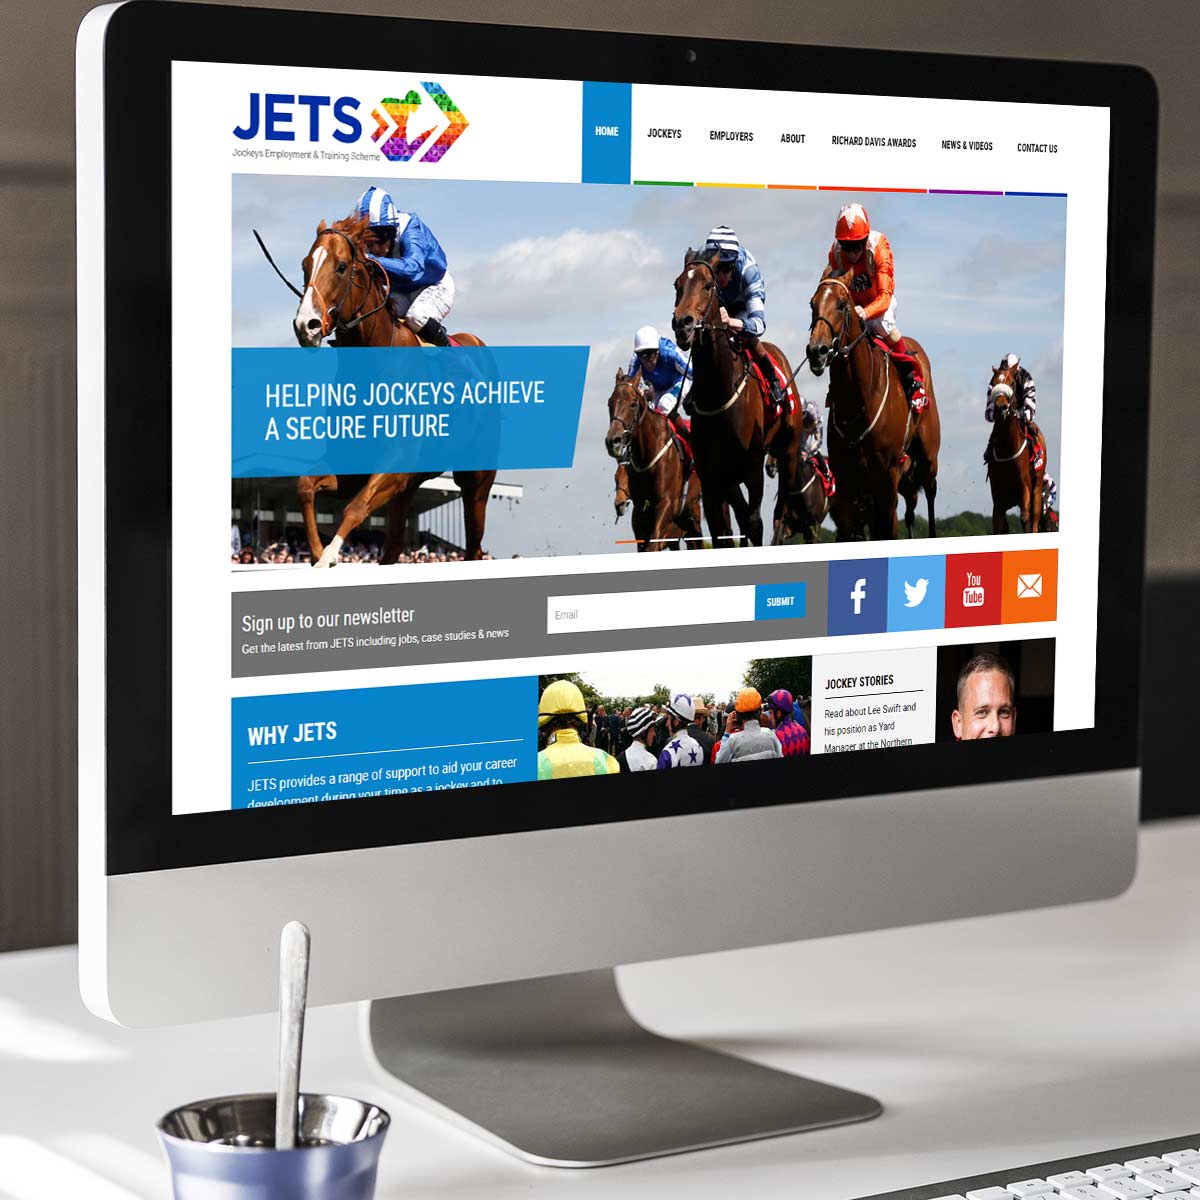 JETS
Jockeys Employment & Training Scheme
HOME
JOCKEYS
EMPLOYERS
ABOUT
RICHARD DAVIS AWARDS
NEWS & VIDEOS
CONTACT US
HELPING JOCKEYS ACHIEVE
A SECURE FUTURE
Sign up to our newsletter
Get the latest from JETS including jobs, case studies & news
Email
SUBMIT
f
You
Tube
WHY JETS
JETS provides a range of support to aid your career
development during your time as a jockey and to
JOCKEY STORIES
Read about Lee Swift and
his position as Yard
Manager at the Northern